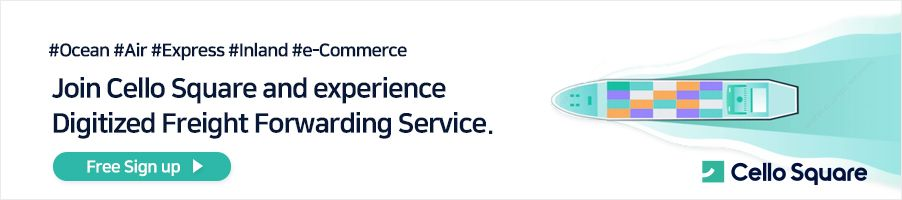 #Ocean #Air #Express #Inland #e-Commerce
Join Cello Square and experience
Digitized Freight Forwarding Service.
Free Sign up
Cello Square